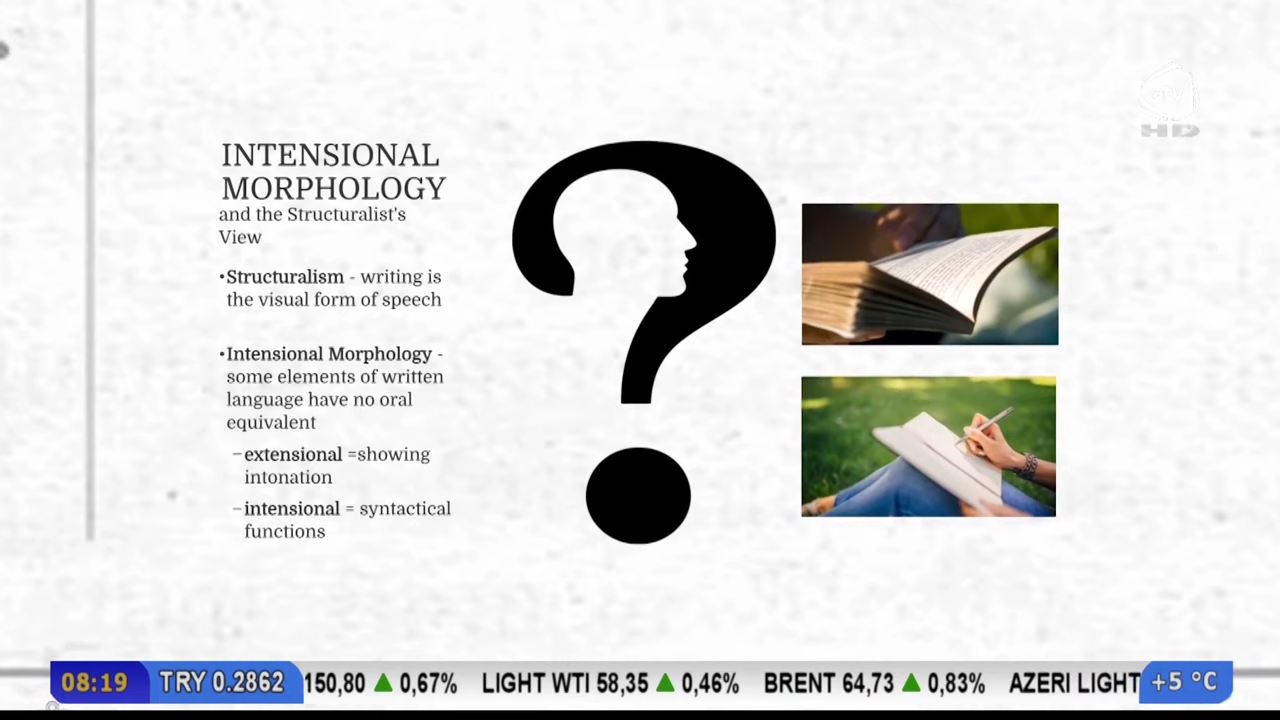 INTENSIONAL
MORPHOLOGY
and the Structuralist's
View
•Structuralism - writing is
the visual form of speech
•Intensional Morphology -
some elements of written
language have no oral
equivalent
–extensional =showing
intonation
–intensional = syntactical
functions
HD
08:19 TRY 0.2862 150,80 ▲ 0,67% LIGHT WTI 58,35 ▲ 0,46% BRENT 64,73 ▲ 0,83% AZERI LIGHT +5 °C